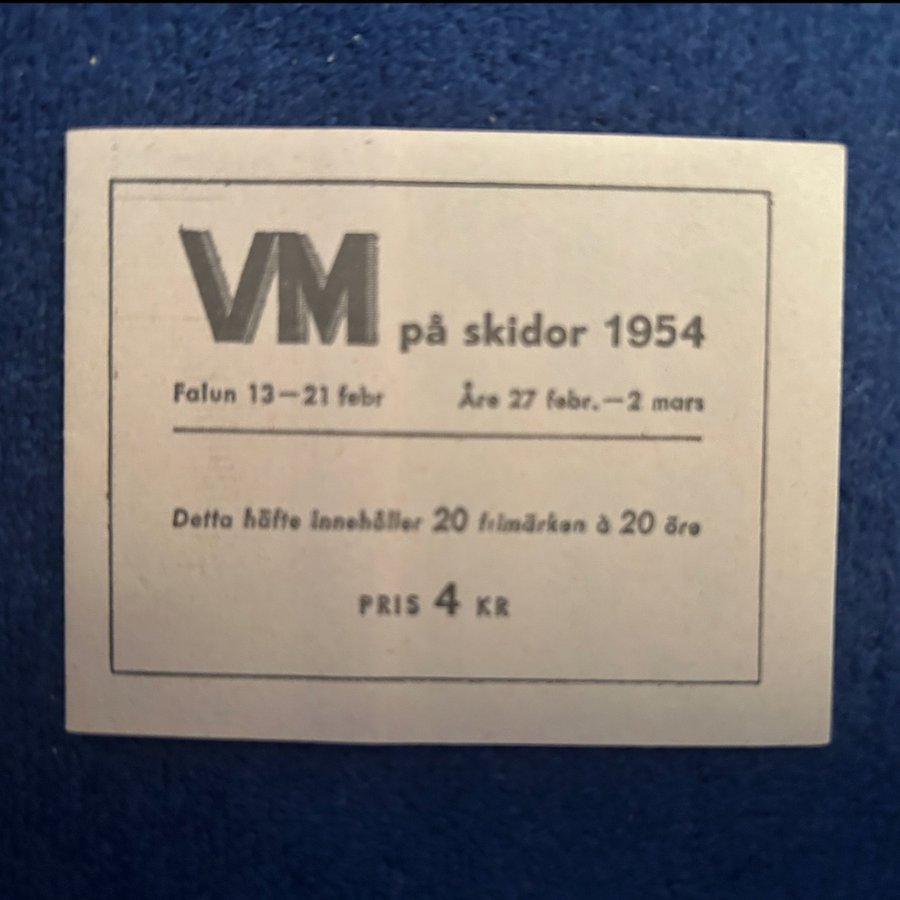 VM på skidor 1954
Falun 13–21 febr Åre 27 febr.–2 mars
Detta häfte innehåller 20 frimärken à 20 öre
PRIS 4 KR